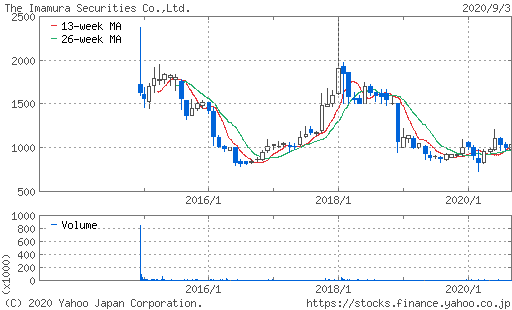 The Imamura Securities Co.,Ltd. 2020/9/3
2500
13-week MA
26-week MA
2000
1500
1000
500
2016/1 2018/1 2020/1
1000
Volume
800
600
400
200
0
(x1000)
2016/1 2018/1 2020/1
(C) 2020 Yahoo Japan Corporation. https://stocks.finance.yahoo.co.jp/